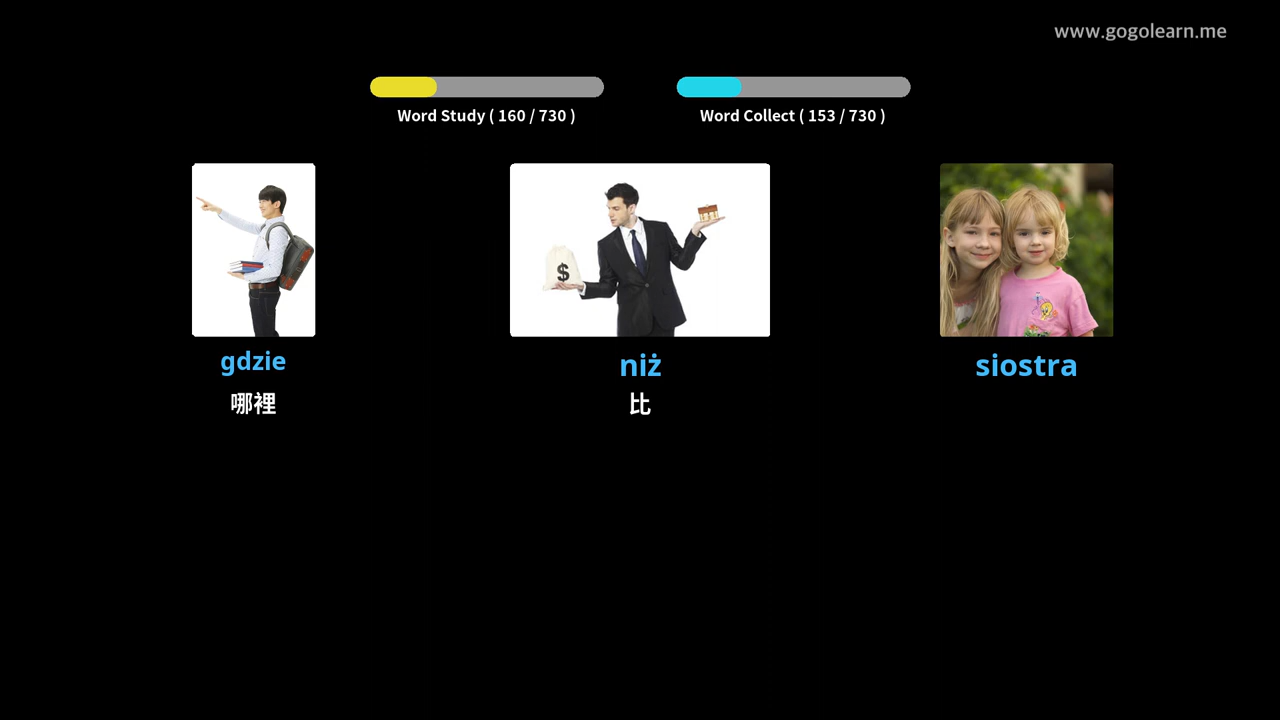 www.gogolearn.me
Word Study ( 160 / 730 )
Word Collect ( 153 / 730 )
gdzie
哪裡
niż
比
siostra
$